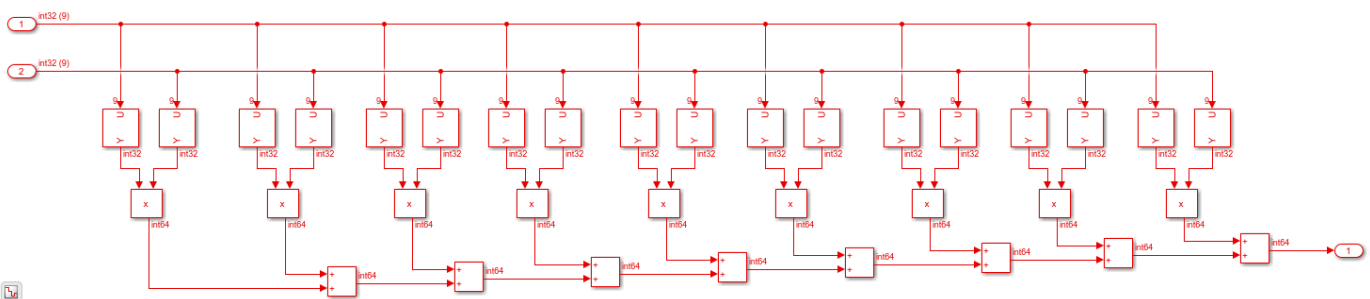 int32 (9)
1
int32 (9)
2
9 9 9 9 9 9 9 9 9 9 9 9 9 9 9 9 9 9
U U U U U U U U U U U U U U U U U U
Y Y Y Y Y Y Y Y Y Y Y Y Y Y Y Y Y Y
int32 int32 int32 int32 int32 int32 int32 int32 int32 int32 int32 int32 int32 int32 int32 int32 int32 int32
x x x x x x x x x
int64 int64 int64 int64 int64 int64 int64 int64 int64
+ + + + + + + +
int64 int64 int64 int64 int64 int64 int64 int64
+ + + + + + + +
1